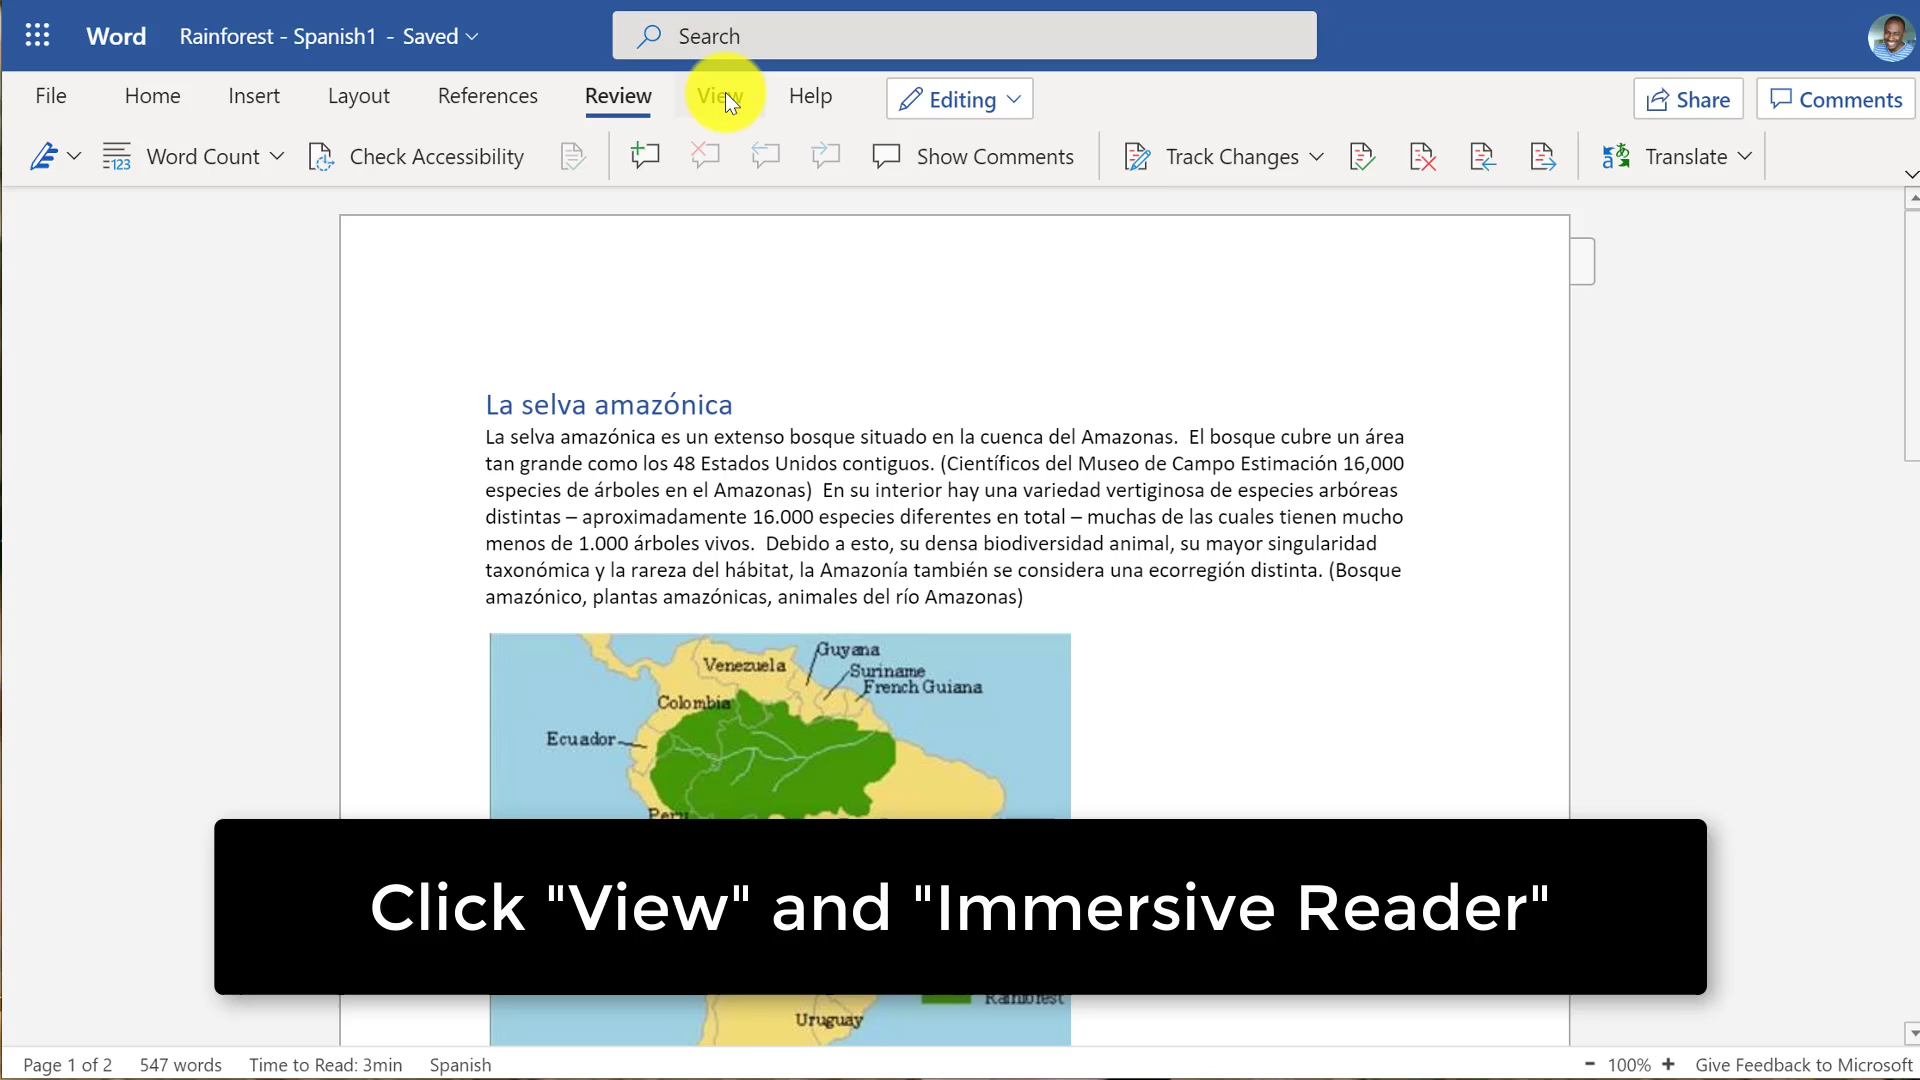 Word
Rainforest - Spanish1 - Saved
Search
File
Home
Insert
Layout
References
Review
View
Help
Editing
Share
Comments
123
Word Count
Check Accessibility
Show Comments
Track Changes
Translate
La selva amazónica
La selva amazónica es un extenso bosque situado en la cuenca del Amazonas.  El bosque cubre un área
tan grande como los 48 Estados Unidos contiguos. (Científicos del Museo de Campo Estimación 16,000
especies de árboles en el Amazonas)  En su interior hay una variedad vertiginosa de especies arbóreas
distintas – aproximadamente 16.000 especies diferentes en total – muchas de las cuales tienen mucho
menos de 1.000 árboles vivos.  Debido a esto, su densa biodiversidad animal, su mayor singularidad
taxonómica y la rareza del hábitat, la Amazonía también se considera una ecorregión distinta. (Bosque
amazónico, plantas amazónicas, animales del río Amazonas)
Guyana
Venezuela
Suriname
French Guiana
Colombia
Ecuador
Peru
Click "View" and "Immersive Reader"
Rainforest
Uruguay
Page 1 of 2
547 words
Time to Read: 3min
Spanish
- 100% +
Give Feedback to Microsoft